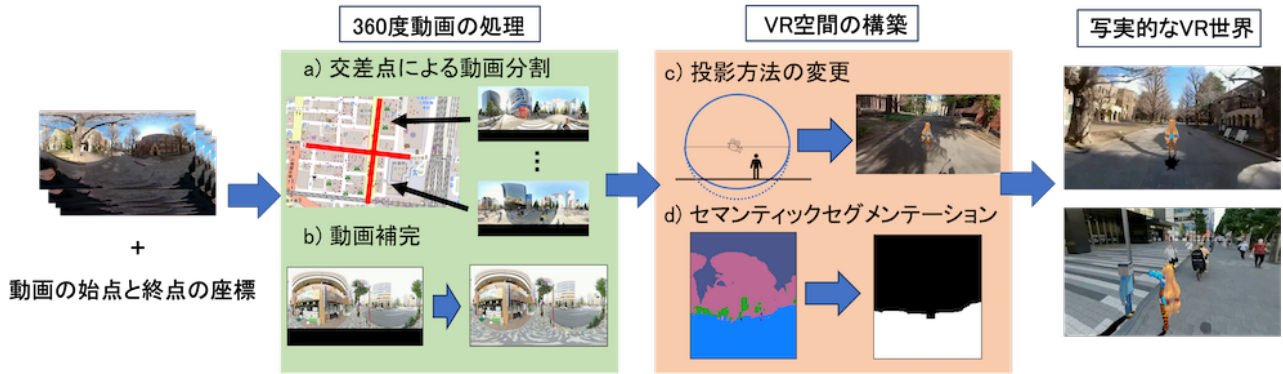 360度動画の処理
VR空間の構築
写実的なVR世界
a) 交差点による動画分割
b) 動画補完
c) 投影方法の変更
d) セマンティックセグメンテーション
+
動画の始点と終点の座標